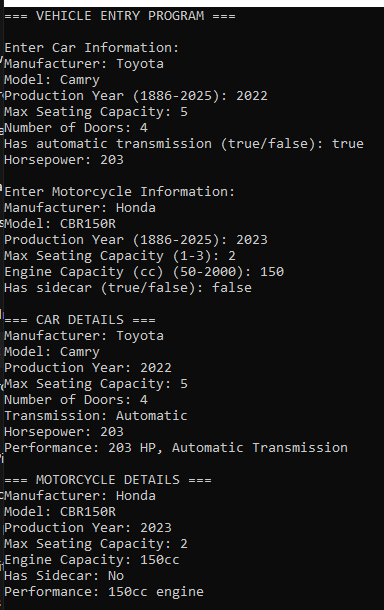 === VEHICLE ENTRY PROGRAM ===
Enter Car Information:
Manufacturer: Toyota
Model: Camry
Production Year (1886-2025): 2022
Max Seating Capacity: 5
Number of Doors: 4
Has automatic transmission (true/false): true
Horsepower: 203
Enter Motorcycle Information:
Manufacturer: Honda
Model: CBR150R
Production Year (1886-2025): 2023
Max Seating Capacity (1-3): 2
Engine Capacity (cc) (50-2000): 150
Has sidecar (true/false): false
=== CAR DETAILS ===
Manufacturer: Toyota
Model: Camry
Production Year: 2022
Max Seating Capacity: 5
Number of Doors: 4
Transmission: Automatic
Horsepower: 203
Performance: 203 HP, Automatic Transmission
=== MOTORCYCLE DETAILS ===
Manufacturer: Honda
Model: CBR150R
Production Year: 2023
Max Seating Capacity: 2
Engine Capacity: 150cc
Has Sidecar: No
Performance: 150cc engine